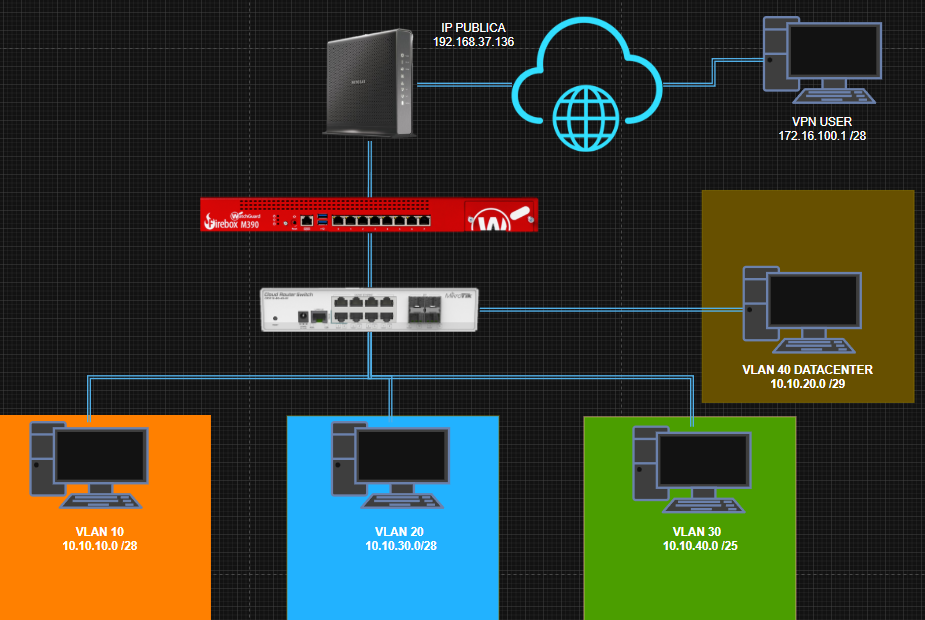 IP PUBLICA
192.168.37.136
VPN USER
172.16.100.1 /28
NETGEAR
WatchGuard
Firebox M390
W
Cloud Router Switch
MikroTik
VLAN 40 DATACENTER
10.10.20.0 /29
VLAN 10
10.10.10.0 /28
VLAN 20
10.10.30.0/28
VLAN 30
10.10.40.0 /25